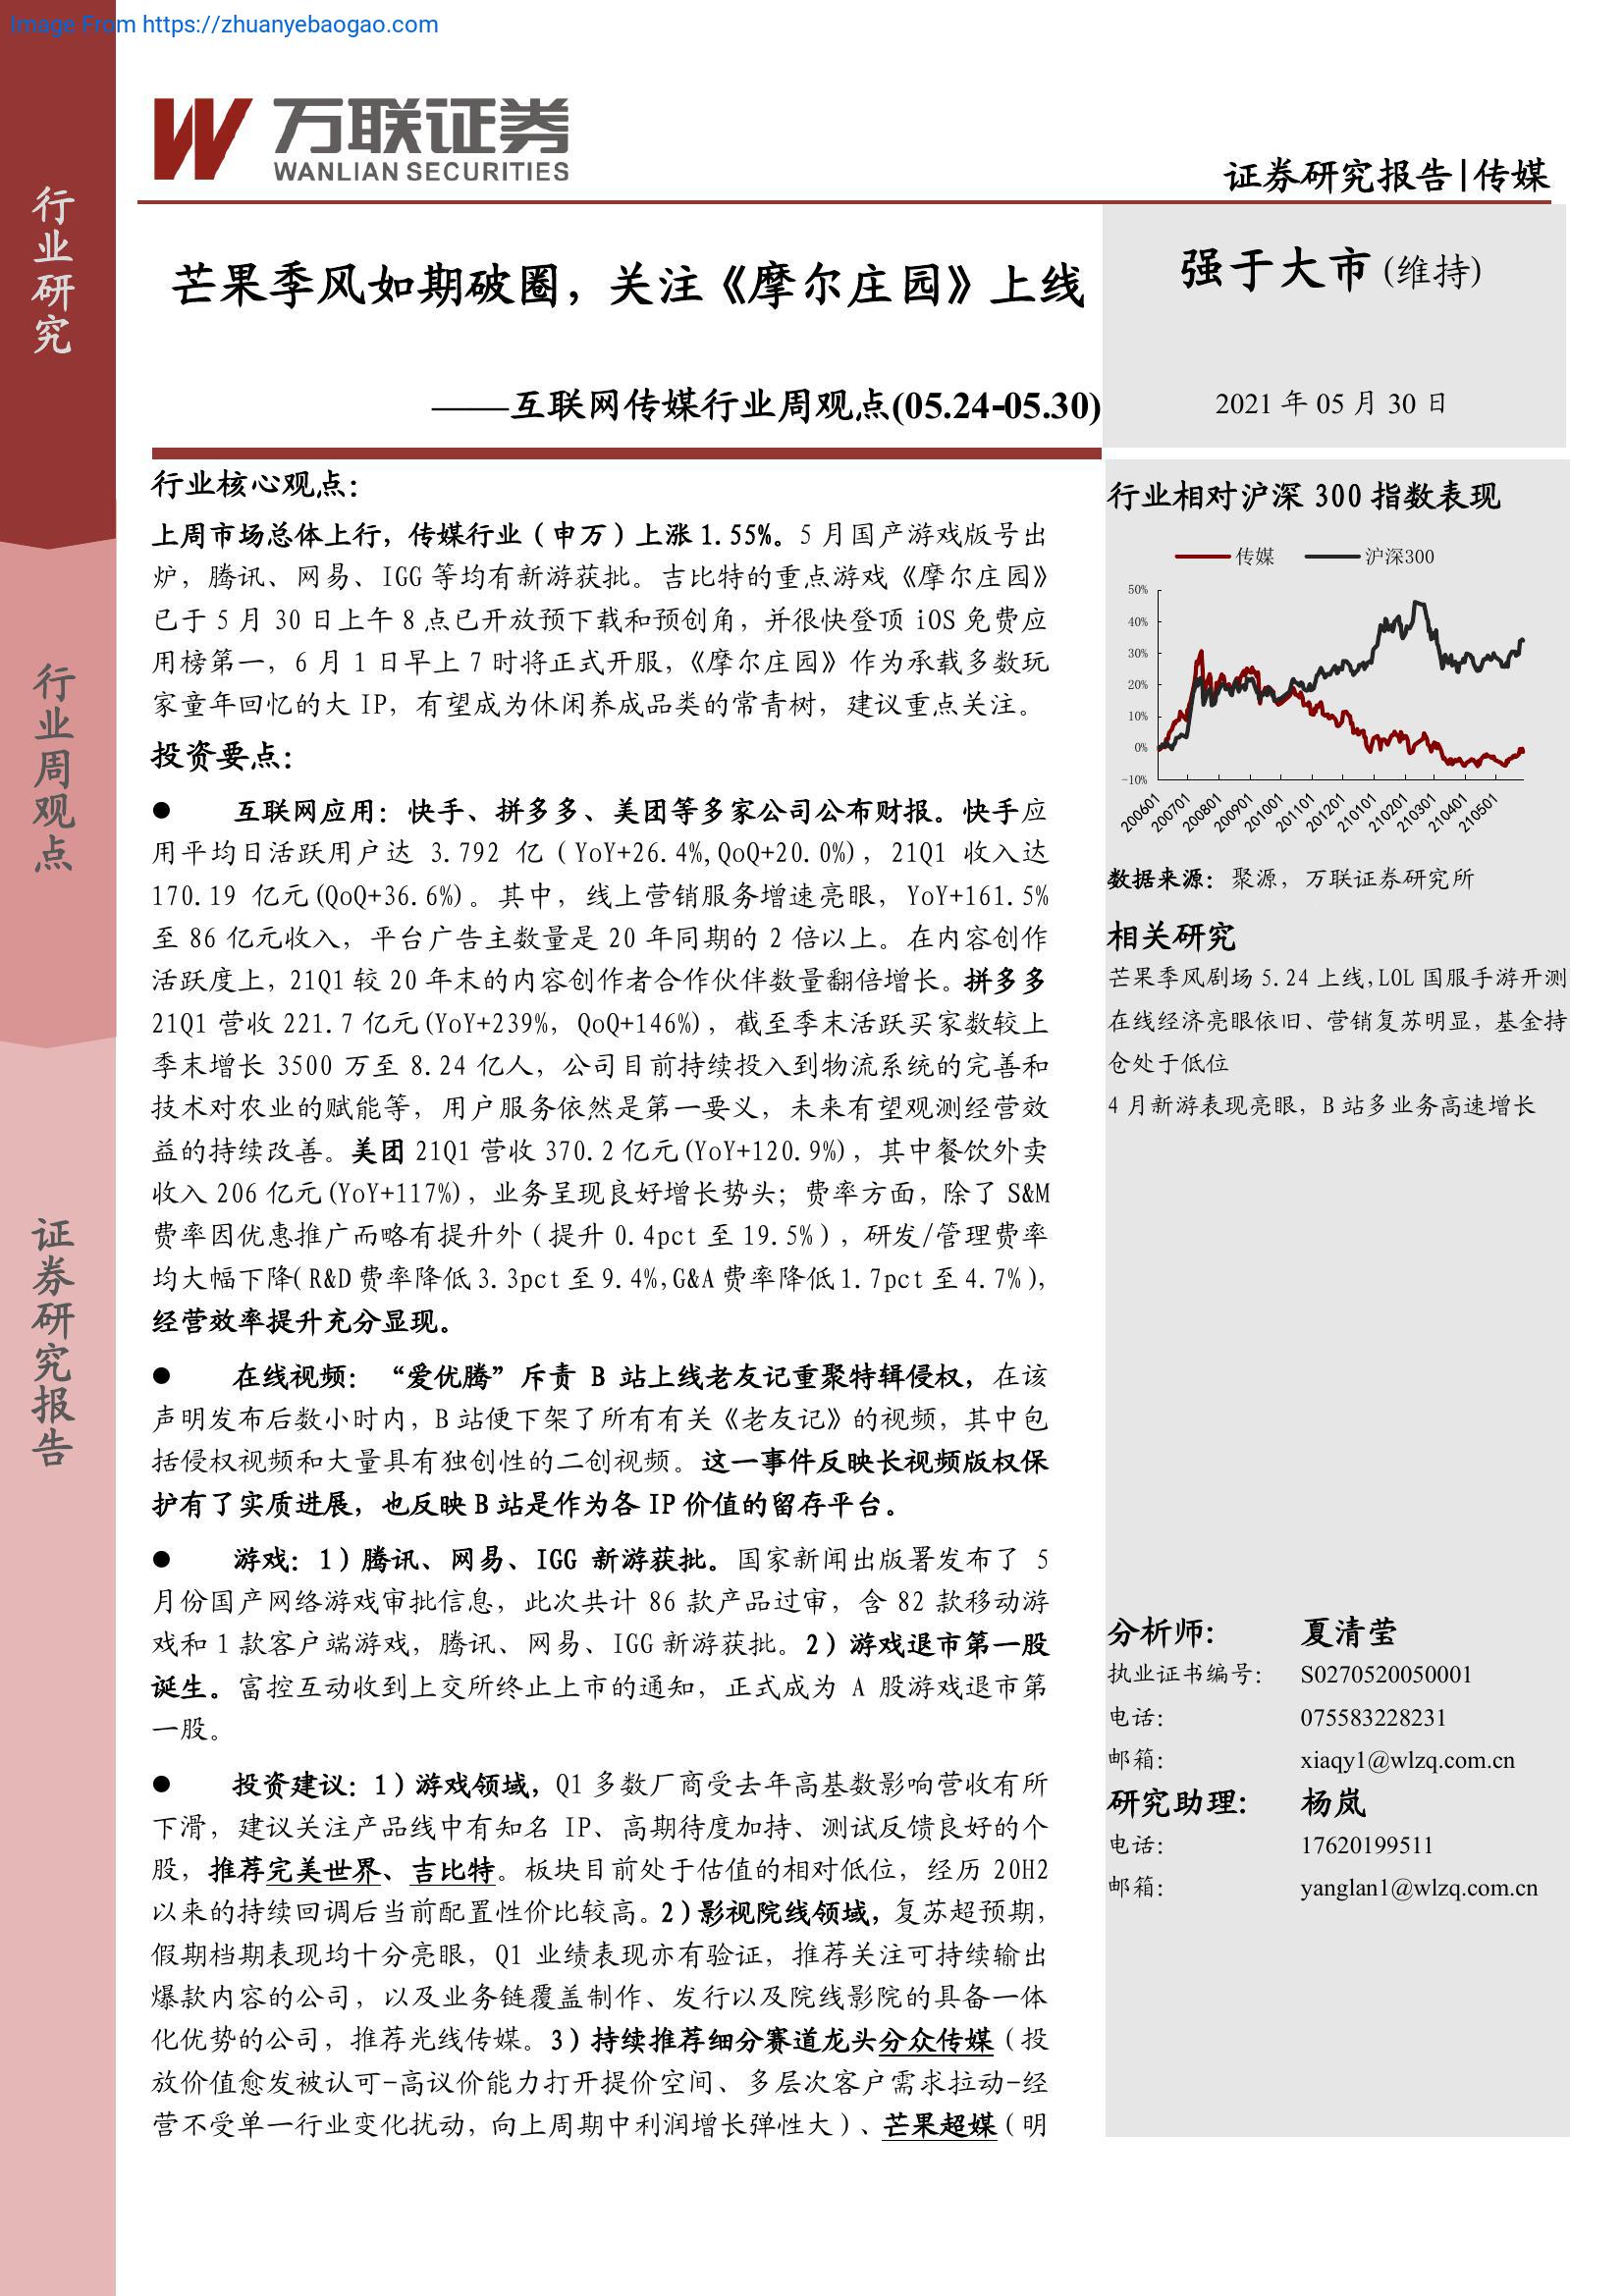 Image From https://zhuanyebaogao.com
万联证券
WANLIAN SECURITIES
证券研究报告|传媒
行业研究
行业周观点
证券研究报告
芒果季风如期破圈，关注《摩尔庄园》上线
——互联网传媒行业周观点(05.24-05.30)
强于大市(维持)
2021 年 05 月 30 日
行业核心观点：
上周市场总体上行，传媒行业（申万）上涨 1.55%。5 月国产游戏版号出
炉，腾讯、网易、IGG 等均有新游获批。吉比特的重点游戏《摩尔庄园》
已于 5 月 30 日上午 8 点已开放预下载和预创角，并很快登顶 iOS 免费应
用榜第一，6 月 1 日早上 7 时将正式开服，《摩尔庄园》作为承载多数玩
家童年回忆的大 IP，有望成为休闲养成品类的常青树，建议重点关注。
投资要点：
● 互联网应用：快手、拼多多、美团等多家公司公布财报。快手应
用平均日活跃用户达 3.792 亿（YoY+26.4%,QoQ+20.0%），21Q1 收入达
170.19 亿元(QoQ+36.6%)。其中，线上营销服务增速亮眼，YoY+161.5%
至 86 亿元收入，平台广告主数量是 20 年同期的 2 倍以上。在内容创作
活跃度上，21Q1 较 20 年末的内容创作者合作伙伴数量翻倍增长。拼多多
21Q1 营收 221.7 亿元(YoY+239%，QoQ+146%)，截至季末活跃买家数较上
季末增长 3500 万至 8.24 亿人，公司目前持续投入到物流系统的完善和
技术对农业的赋能等，用户服务依然是第一要义，未来有望观测经营效
益的持续改善。美团 21Q1 营收 370.2 亿元(YoY+120.9%)，其中餐饮外卖
收入 206 亿元(YoY+117%)，业务呈现良好增长势头；费率方面，除了 S&M
费率因优惠推广而略有提升外（提升 0.4pct 至 19.5%），研发/管理费率
均大幅下降（R&D 费率降低 3.3pct 至 9.4%,G&A 费率降低 1.7pct 至 4.7%），
经营效率提升充分显现。
● 在线视频：“爱优腾”斥责 B 站上线老友记重聚特辑侵权，在该
声明发布后数小时内，B 站便下架了所有有关《老友记》的视频，其中包
括侵权视频和大量具有独创性的二创视频。这一事件反映长视频版权保
护有了实质进展，也反映 B 站是作为各 IP 价值的留存平台。
● 游戏：1）腾讯、网易、IGG 新游获批。国家新闻出版署发布了 5
月份国产网络游戏审批信息，此次共计 86 款产品过审，含 82 款移动游
戏和 1 款客户端游戏，腾讯、网易、IGG 新游获批。2）游戏退市第一股
诞生。富控互动收到上交所终止上市的通知，正式成为 A 股游戏退市第
一股。
● 投资建议：1）游戏领域，Q1 多数厂商受去年高基数影响营收有所
下滑，建议关注产品线中有知名 IP、高期待度加持、测试反馈良好的个
股，推荐完美世界、吉比特。板块目前处于估值的相对低位，经历 20H2
以来的持续回调后当前配置性价比较高。2）影视院线领域，复苏超预期，
假期档期表现均十分亮眼，Q1 业绩表现亦有验证，推荐关注可持续输出
爆款内容的公司，以及业务链覆盖制作、发行以及院线影院的具备一体
化优势的公司，推荐光线传媒。3）持续推荐细分赛道龙头分众传媒（投
放价值愈发被认可-高议价能力打开提价空间、多层次客户需求拉动-经
营不受单一行业变化扰动，向上周期中利润增长弹性大）、芒果超媒（明
行业相对沪深 300 指数表现
传媒 沪深300
50%
40%
30%
20%
10%
0%
-10%
200601 200701 200801 200901 201001 201101 201201 210101 210201 210301 210401 210501
数据来源：聚源，万联证券研究所
相关研究
芒果季风剧场 5.24 上线,LOL 国服手游开测
在线经济亮眼依旧、营销复苏明显，基金持
仓处于低位
4 月新游表现亮眼，B 站多业务高速增长
分析师： 夏清莹
执业证书编号： S0270520050001
电话： 075583228231
邮箱： xiaqy1@wlzq.com.cn
研究助理： 杨岚
电话： 17620199511
邮箱： yanglan1@wlzq.com.cn